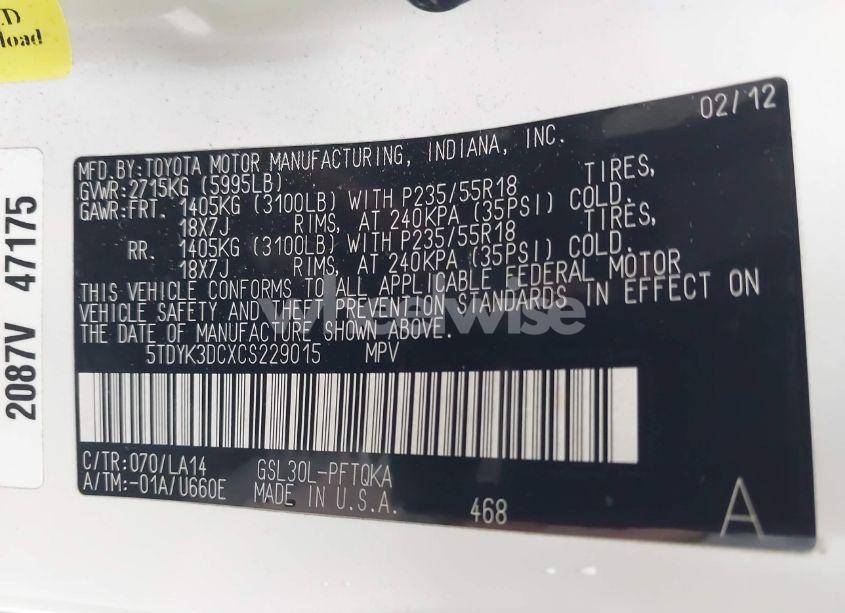 D
load
2087V 47175
02/12
MFD.BY:TOYOTA MOTOR MANUFACTURING, INDIANA, INC.
GVWR:2715KG (5995LB)
GAWR:FRT. 1405KG (3100LB) WITH P235/55R18 TIRES,
18X7J RIMS, AT 240KPA (35PSI) COLD.
RR. 1405KG (3100LB) WITH P235/55R18 TIRES,
18X7J RIMS, AT 240KPA (35PSI) COLD.
THIS VEHICLE CONFORMS TO ALL APPLICABLE FEDERAL MOTOR
VEHICLE SAFETY AND THEFT PREVENTION STANDARDS IN EFFECT ON
THE DATE OF MANUFACTURE SHOWN ABOVE.
5TDYK3DCXCS229015 MPV
C/TR:070/LA14 GSL30L-PFTQKA
A/TM:-01A/U660E MADE IN U.S.A. 468
A